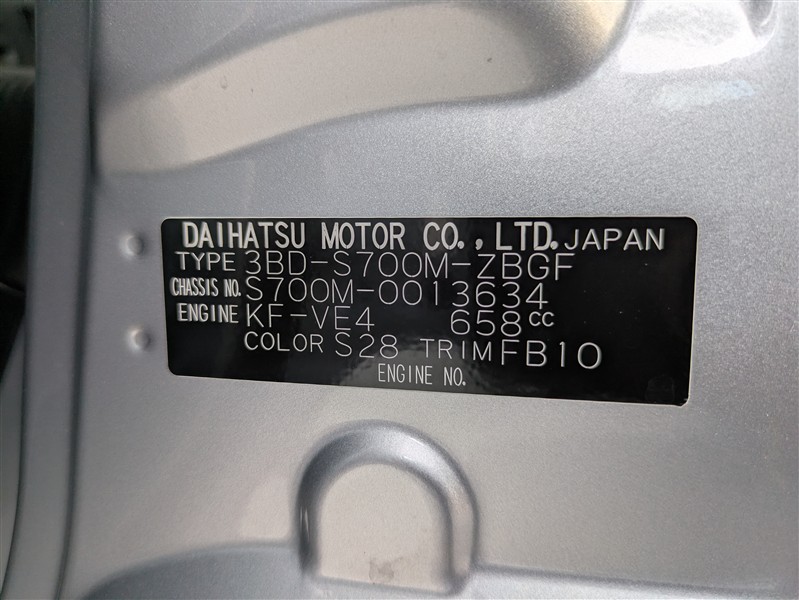 DAIHATSU MOTOR CO., LTD. JAPAN
TYPE 3BD-S700M-ZBGF
CHASSIS NO. S700M-0013634
ENGINE KF-VE4 658cc
COLOR S28 TRIM FB10
ENGINE NO.